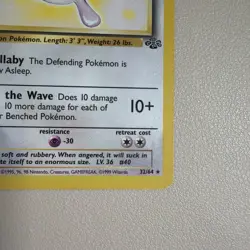 on Pokémon. Length: 3' 3", Weight: 26 lbs.
llaby The Defending Pokémon is
Asleep.
the Wave Does 10 damage
10 more damage for each of
Benched Pokémon. 10+
resistance retreat cost
-30
soft and rubbery. When angered, it will suck in
ate itself to an enormous size. LV. 36 #40
©1995, 96, 98 Nintendo, Creatures, GAMEFREAK. ©1999 Wizards. 32/64